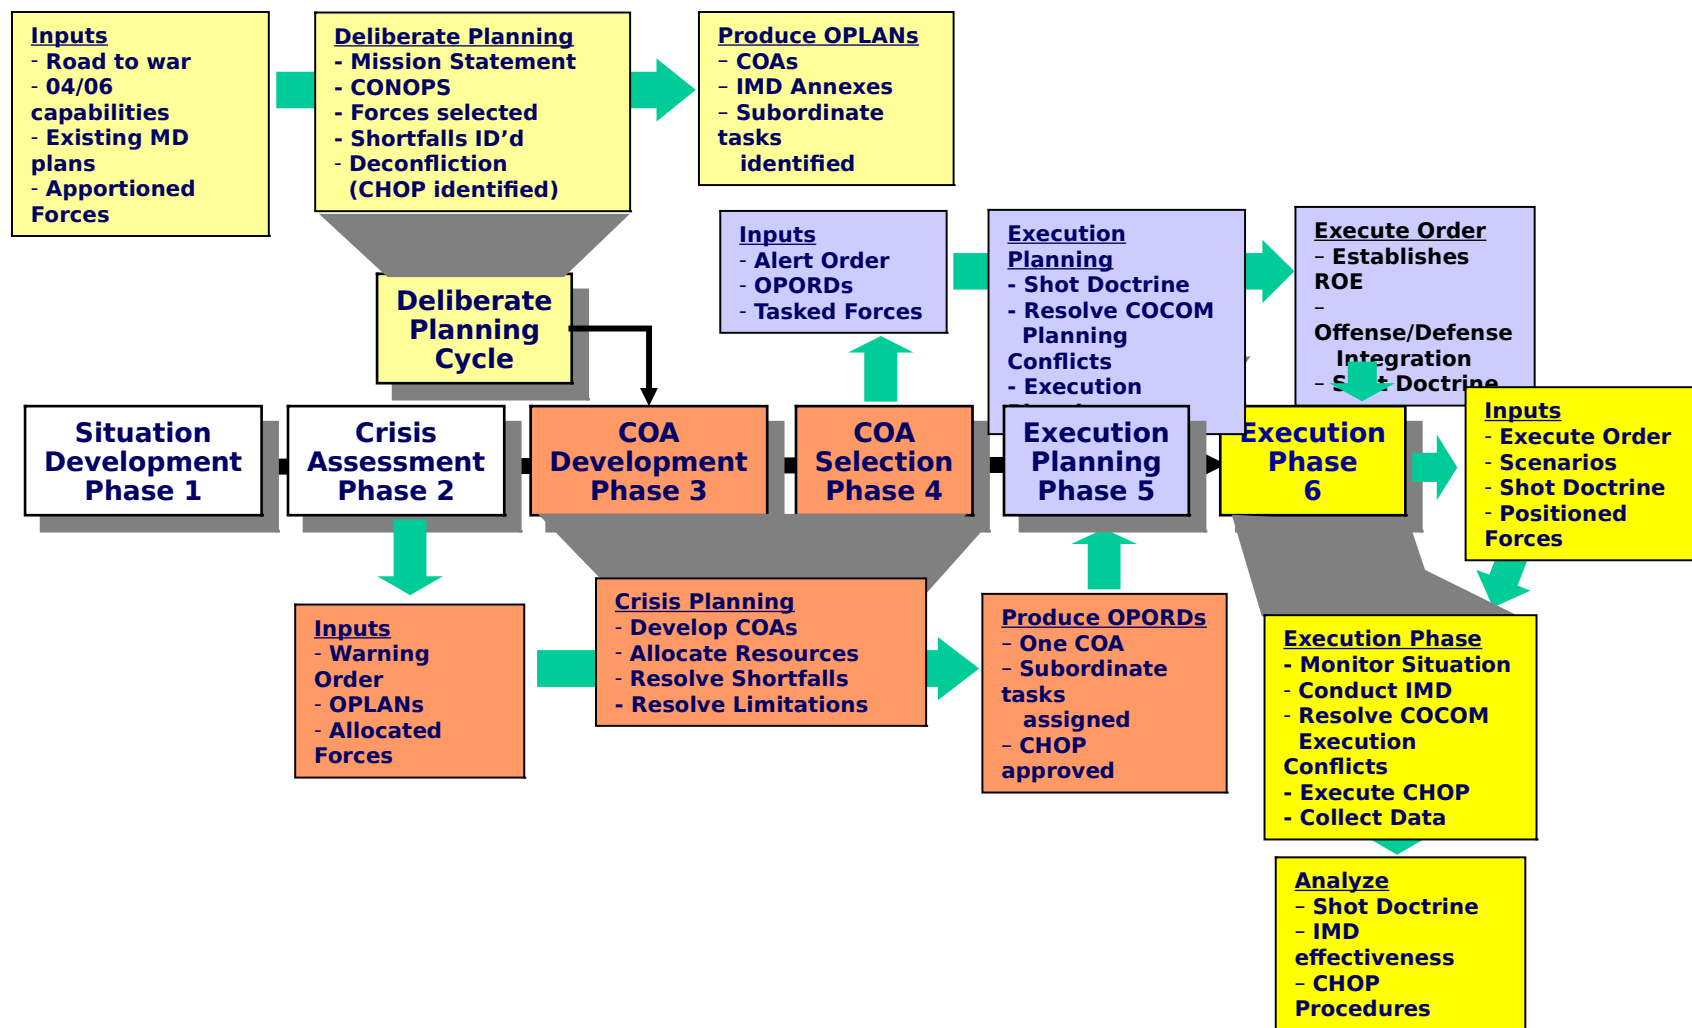 Inputs
- Road to war
- 04/06
capabilities
- Existing MD
plans
- Apportioned
Forces
Deliberate Planning
- Mission Statement
- CONOPS
- Forces selected
- Shortfalls ID’d
- Deconfliction
(CHOP identified)
Produce OPLANs
– COAs
– IMD Annexes
– Subordinate
tasks
identified
Inputs
- Alert Order
- OPORDs
- Tasked Forces
Execution
Planning
- Shot Doctrine
- Resolve COCOM
Planning
Conflicts
- Execution
Execute Order
– Establishes
ROE
–
Offense/Defense
Integration
– Shot Doctrine
Deliberate
Planning
Cycle
Situation
Development
Phase 1
Crisis
Assessment
Phase 2
COA
Development
Phase 3
COA
Selection
Phase 4
Execution
Planning
Phase 5
Execution
Phase
6
Inputs
- Execute Order
- Scenarios
- Shot Doctrine
- Positioned
Forces
Inputs
- Warning
Order
- OPLANs
- Allocated
Forces
Crisis Planning
- Develop COAs
- Allocate Resources
- Resolve Shortfalls
- Resolve Limitations
Produce OPORDs
– One COA
– Subordinate
tasks
assigned
– CHOP
approved
Execution Phase
- Monitor Situation
- Conduct IMD
- Resolve COCOM
Execution
Conflicts
- Execute CHOP
- Collect Data
Analyze
– Shot Doctrine
– IMD
effectiveness
– CHOP
Procedures